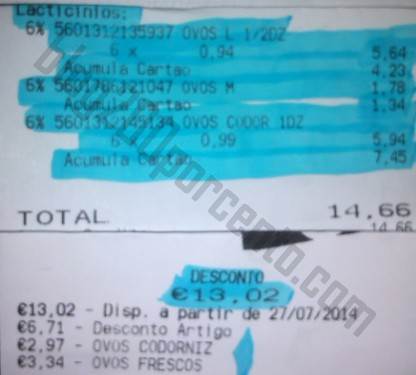 Lacticinios:
6% 5601312135937 OVOS L 1/2DZ
6 x 0,94 5,64
Acumula Cartao 4,23
6% 5601786121047 OVOS M 1,78
Acumula Cartao 1,34
6% 5601312145134 OVOS CODOR 1DZ
6 0,99 5,94
Acumula Cartao 7,45
TOTAL 14,66
14,66
DESCONTO
€13,02
€13,02 - Disp. a partir de 27/07/2014
€6,71 - Desconto Artigo
€2,97 - OVOS CODORNIZ
€3,34 - OVOS FRESCOS